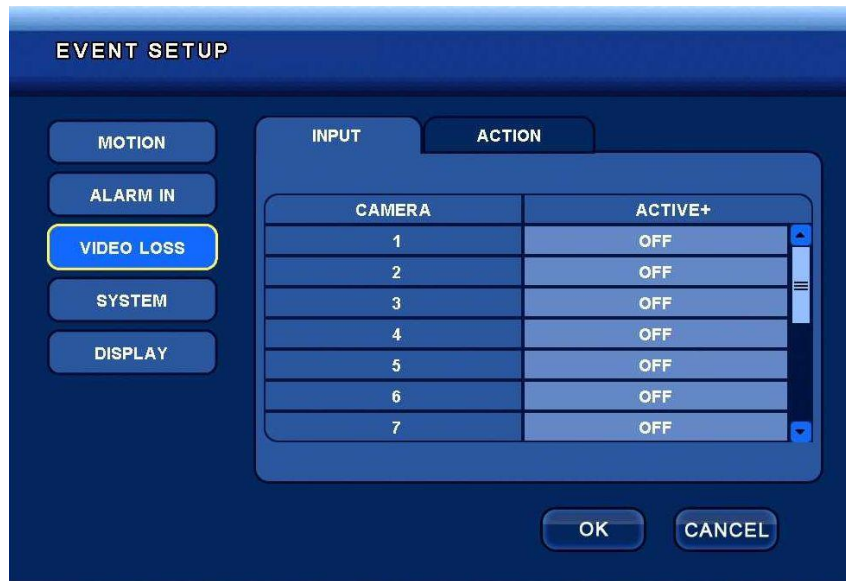 EVENT SETUP
MOTION
ALARM IN
VIDEO LOSS
SYSTEM
DISPLAY
INPUT ACTION
CAMERA ACTIVE+
1 OFF
2 OFF
3 OFF
4 OFF
5 OFF
6 OFF
7 OFF
OK CANCEL